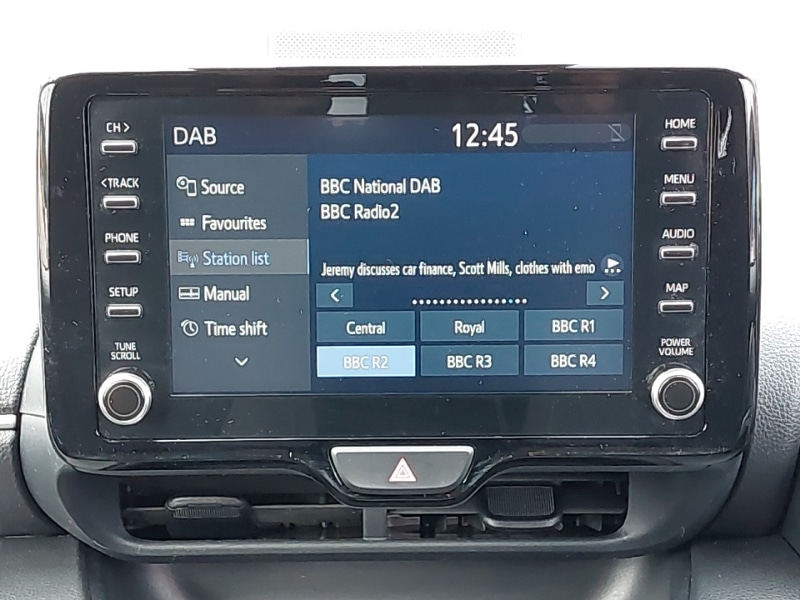 CH >
< TRACK
PHONE
SETUP
TUNE
SCROLL
DAB
12:45
Source
Favourites
Station list
Manual
Time shift
BBC National DAB
BBC Radio2
Jeremy discusses car finance, Scott Mills, clothes with emo
Central
Royal
BBC R1
BBC R2
BBC R3
BBC R4
HOME
MENU
AUDIO
MAP
POWER
VOLUME